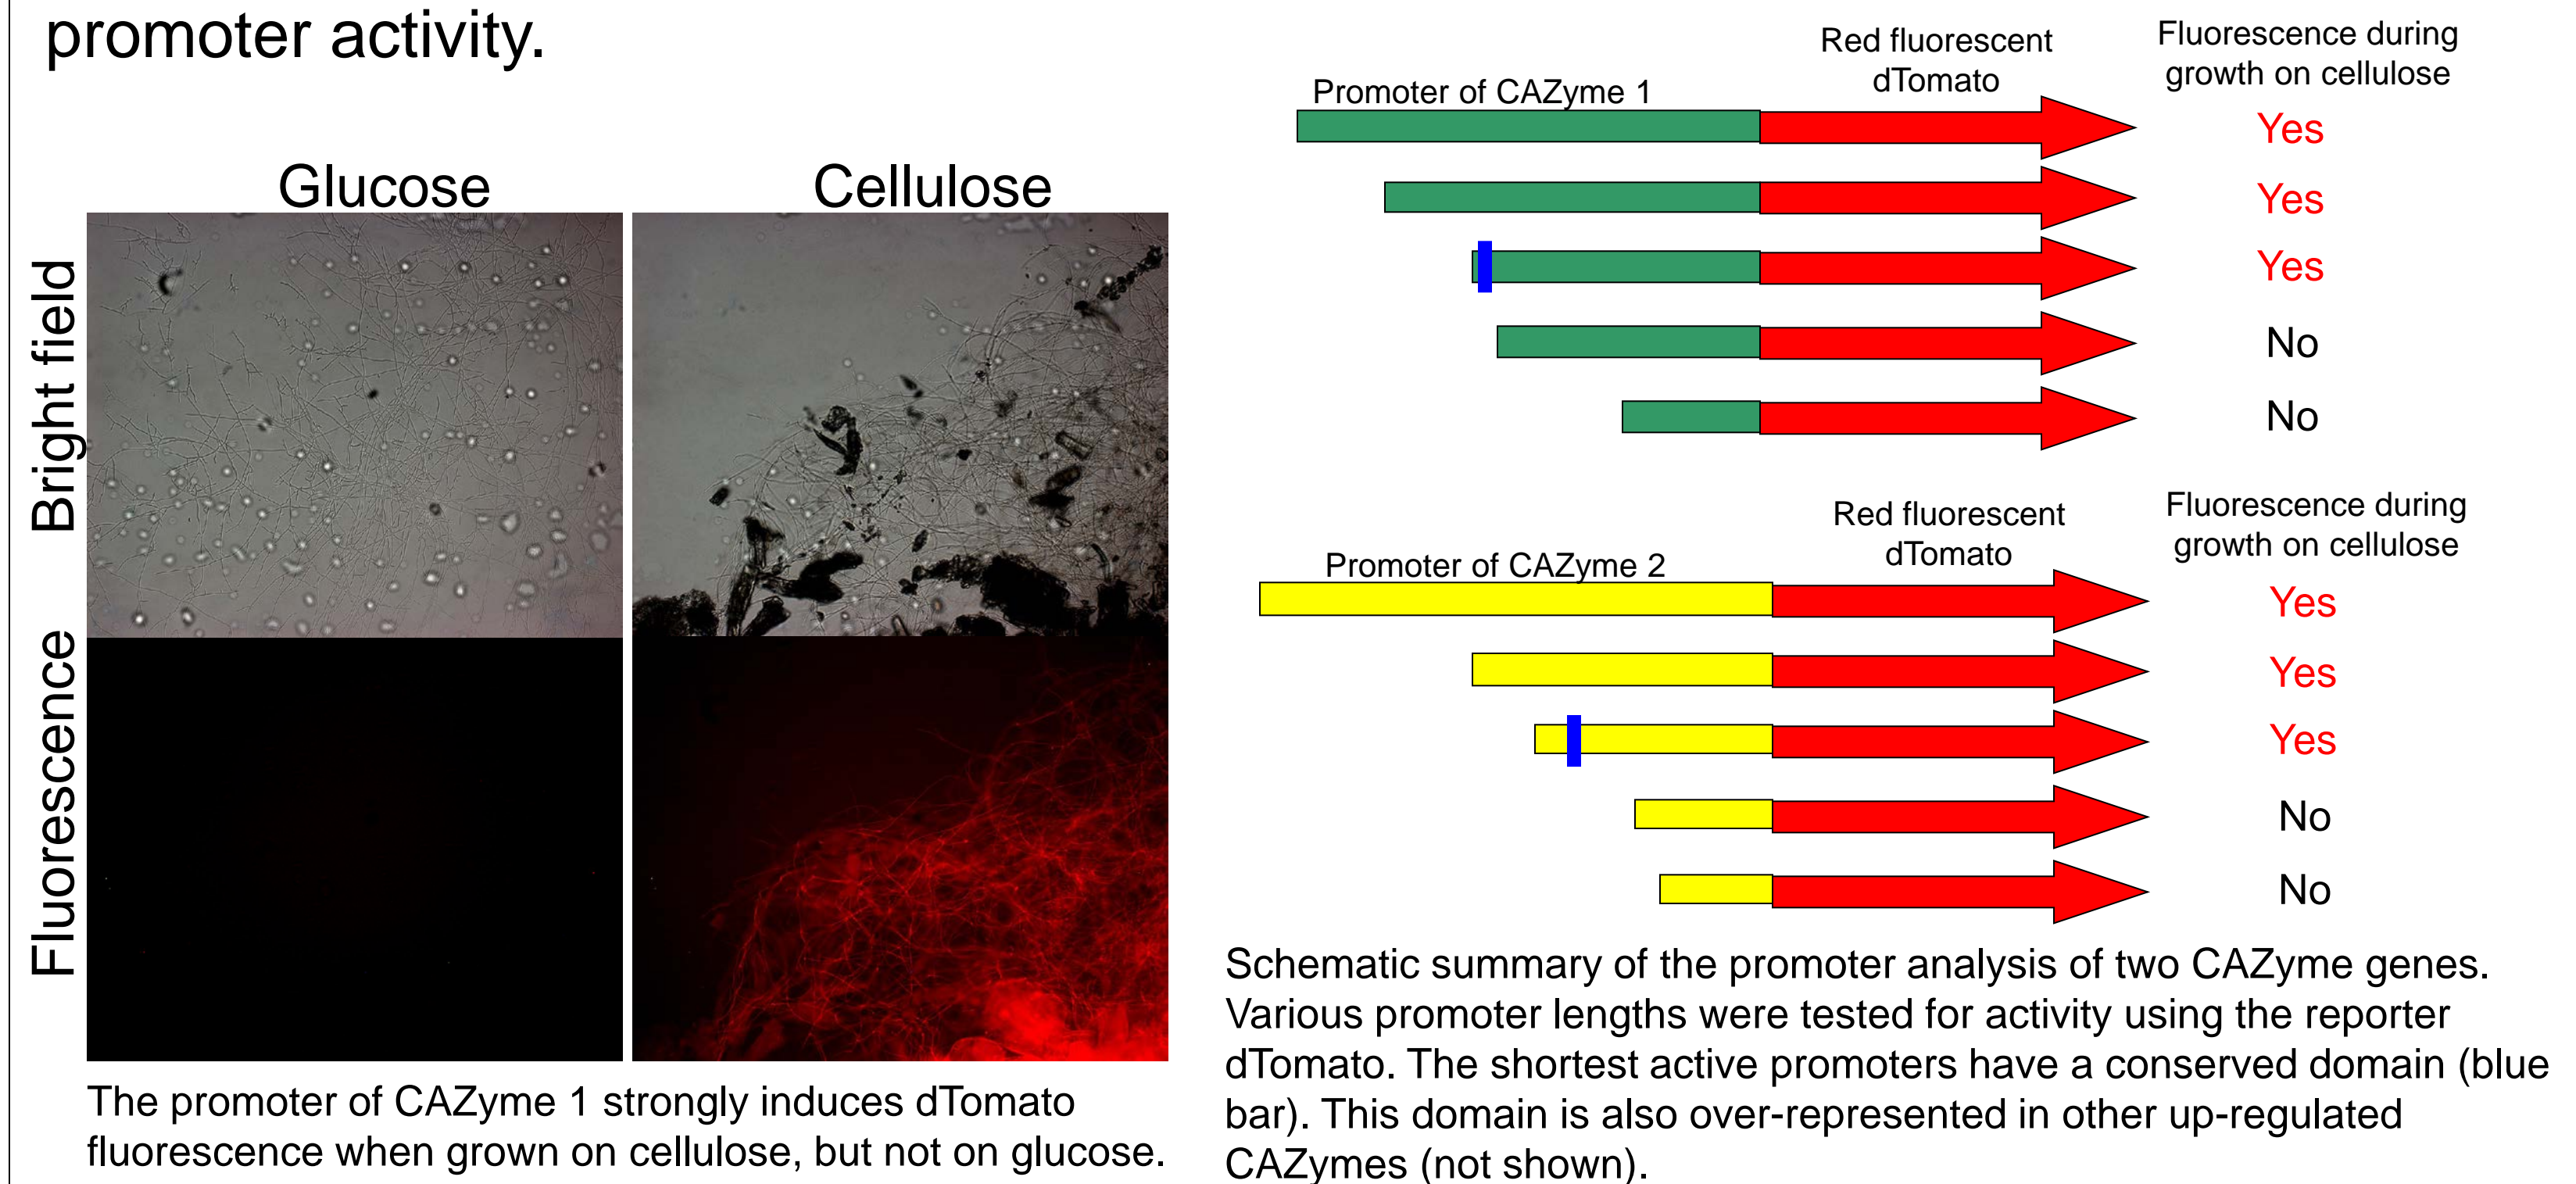 promoter activity.
Glucose
Cellulose
Bright field
Fluorescence
The promoter of CAZyme 1 strongly induces dTomato
fluorescence when grown on cellulose, but not on glucose.
Promoter of CAZyme 1
Red fluorescent
dTomato
Fluorescence during
growth on cellulose
Yes
Yes
Yes
No
No
Promoter of CAZyme 2
Red fluorescent
dTomato
Fluorescence during
growth on cellulose
Yes
Yes
Yes
No
No
Schematic summary of the promoter analysis of two CAZyme genes.
Various promoter lengths were tested for activity using the reporter
dTomato. The shortest active promoters have a conserved domain (blue
bar). This domain is also over-represented in other up-regulated
CAZymes (not shown).